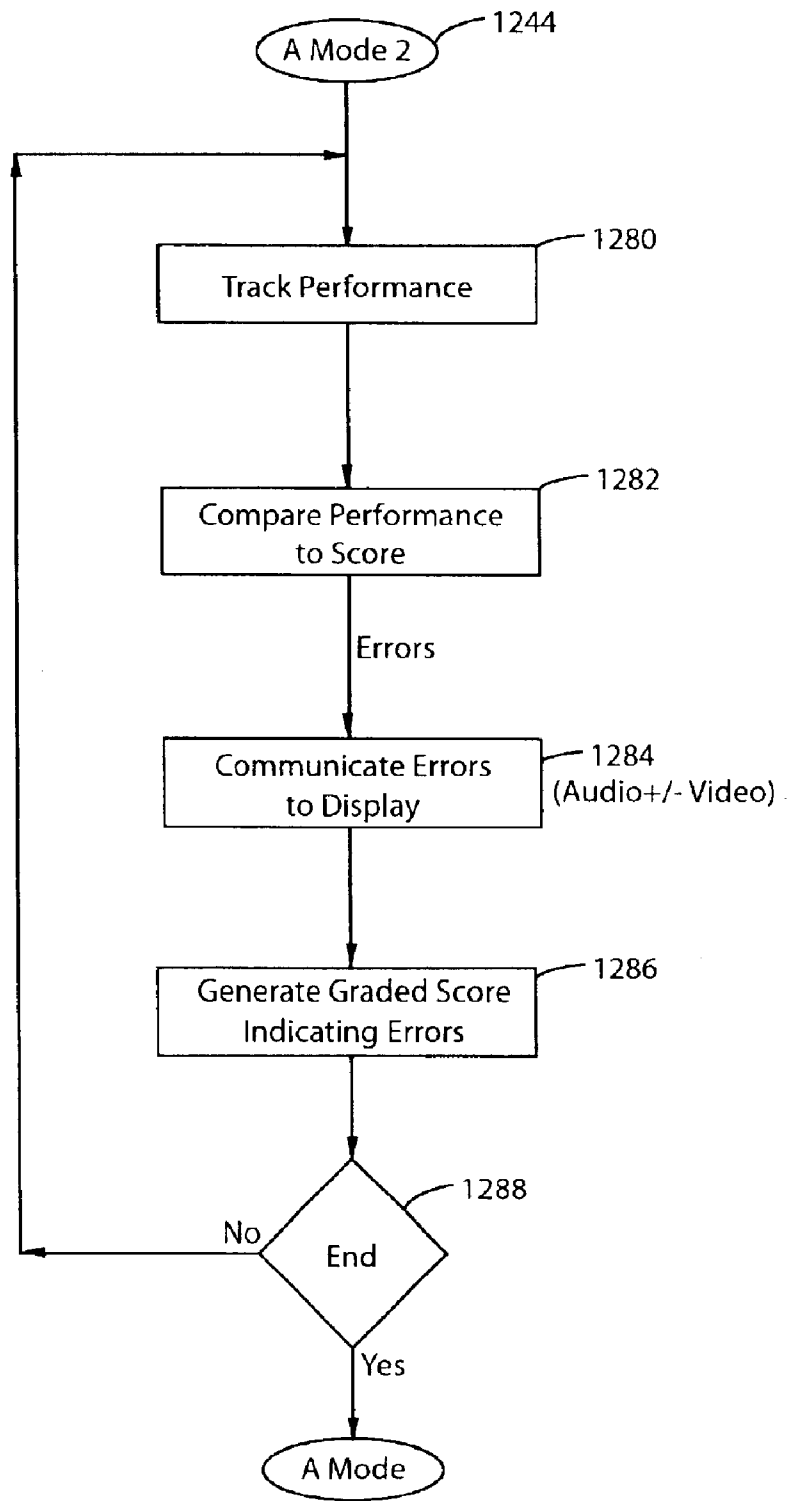 A Mode 2
1244
1280
Track Performance
1282
Compare Performance
to Score
Errors
1284
Communicate Errors
to Display
(Audio+/- Video)
1286
Generate Graded Score
Indicating Errors
1288
No
End
Yes
A Mode